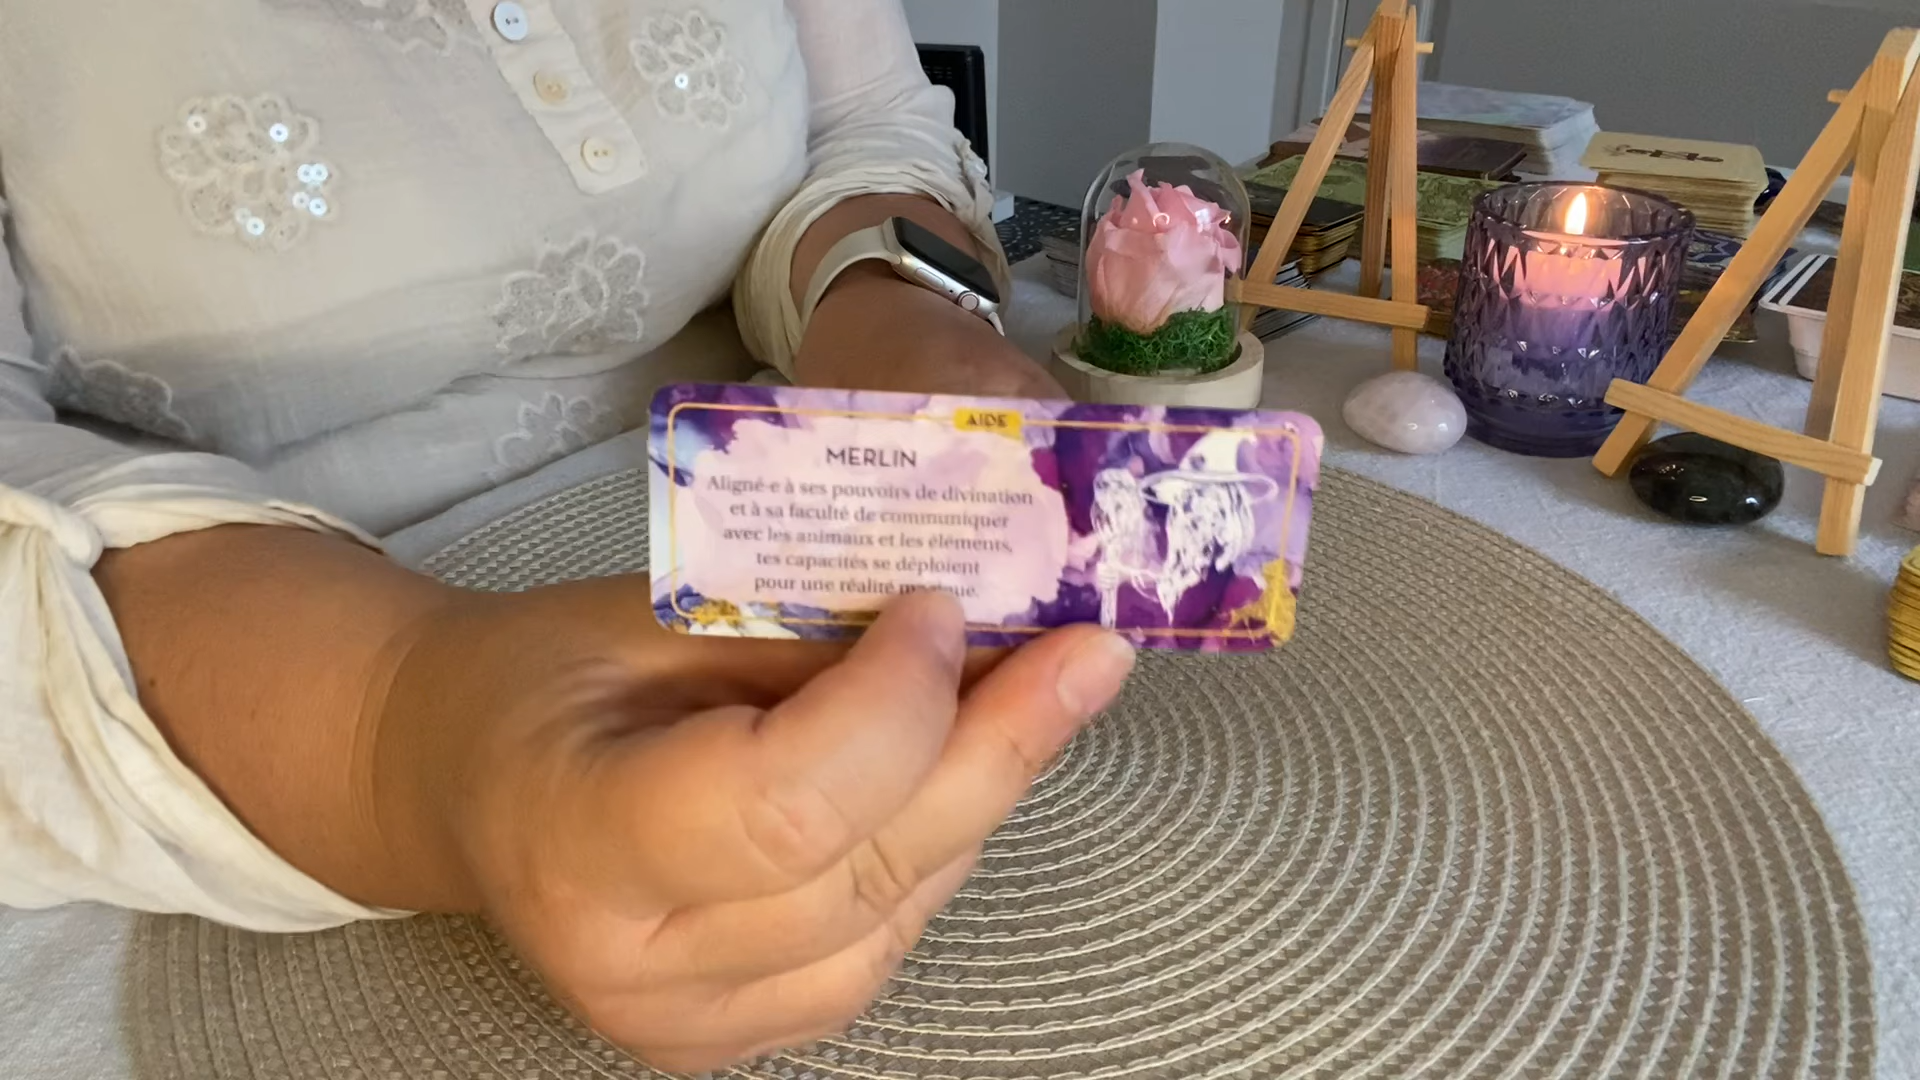 AIDE
MERLIN
Aligné·e à ses pouvoirs de divination
et à sa faculté de communiquer
avec les animaux et les éléments,
tes capacités se déploient
pour une réalité